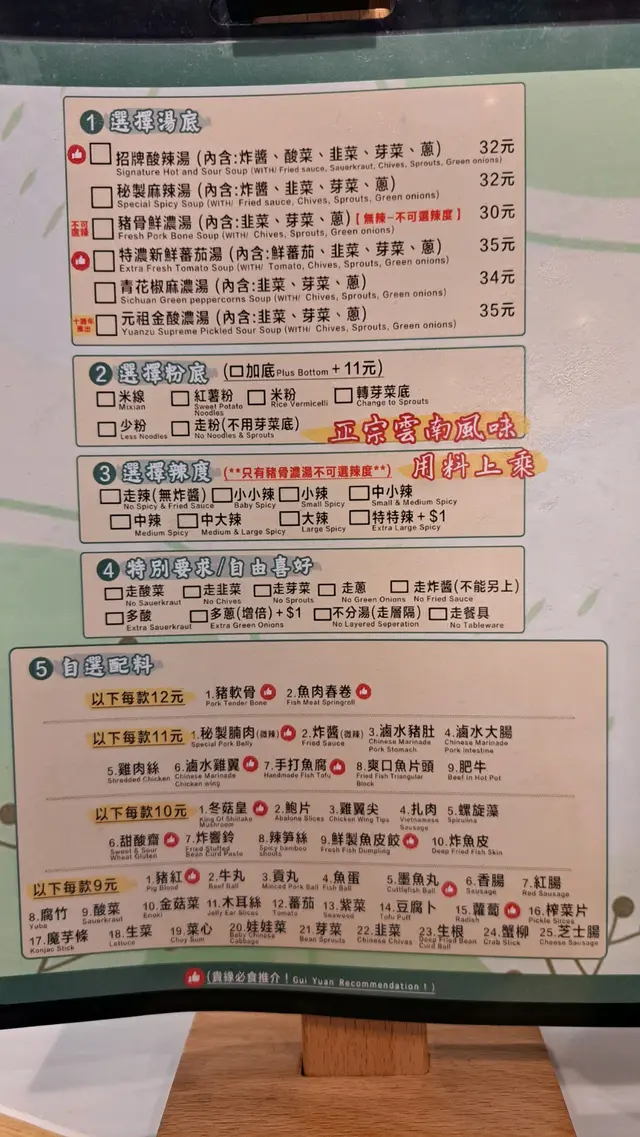 1 選擇湯底
招牌酸辣湯 (內含:炸醬、酸菜、韭菜、芽菜、蔥) 32元
Signature Hot and Sour Soup (WITH/ Fried sauce, Sauerkraut, Chives, Sprouts, Green onions)
秘製麻辣湯 (內含:炸醬、韭菜、芽菜、蔥) 32元
Special Spicy Soup (WITH/ Fried sauce, Chives, Sprouts, Green onions)
不可選辣 豬骨鮮濃湯 (內含:韭菜、芽菜、蔥)【無辣-不可選辣度】 30元
Fresh Pork Bone Soup (WITH/ Chives, Sprouts, Green onions)
特濃新鮮蕃茄湯 (內含:鮮蕃茄、韭菜、芽菜、蔥) 35元
Extra Fresh Tomato Soup (WITH/ Tomato, Chives, Sprouts, Green onions)
青花椒麻濃湯 (內含:韭菜、芽菜、蔥) 34元
Sichuan Green peppercorns Soup (WITH/ Chives, Sprouts, Green onions)
十週年推出 元祖金酸濃湯 (內含:韭菜、芽菜、蔥) 35元
Yuanzu Supreme Pickled Sour Soup (WITH/ Chives, Sprouts, Green onions)
2 選擇粉底 (加底Plus Bottom + 11元)
米線 紅薯粉 米粉 轉芽菜底
Mixian Sweet Potato Noodles Rice Vermicelli Change to Sprouts
少粉 走粉(不用芽菜底)
Less Noodles No Noodles & Sprouts
正宗雲南風味
用料上乘
3 選擇辣度 (**只有豬骨濃湯不可選辣度**)
走辣(無炸醬) 小小辣 小辣 中小辣
No Spicy & Fried Sauce Baby Spicy Small Spicy Small & Medium Spicy
中辣 中大辣 大辣 特特辣 + $1
Medium Spicy Medium & Large Spicy Large Spicy Extra Large Spicy
4 特別要求/自由喜好
走酸菜 走韭菜 走芽菜 走蔥 走炸醬(不能另上)
No Sauerkraut No Chives No Sprouts No Green Onions No Fried Sauce
多酸 多蔥(增倍) + $1 不分湯(走層隔) 走餐具
Extra Sauerkraut Extra Green Onions No Layered Seperation No Tableware
5 自選配料
以下每款12元 1.豬軟骨 2.魚肉春卷
Pork Tender Bone Fish Meat Springroll
以下每款11元 1.秘製腩肉(微辣) 2.炸醬(微辣) 3.滷水豬肚 4.滷水大腸
Special Pork Belly Fried Sauce Chinese Marinade Pork Stomach Chinese Marinade Pork Intestine
5.雞肉絲 6.滷水雞翼 7.手打魚腐 8.爽口魚片頭 9.肥牛
Shredded Chicken Chinese Marinade Chicken wing Handmade Fish Tofu Fried Fish Triangular Block Beef in Hot Pot
以下每款10元 1.冬菇皇 2.鮑片 3.雞翼尖 4.扎肉 5.螺旋藻
King Of Shiitake Mushroom Abalone Slices Chicken Wing Tips Vietnamese Sausage Spirulina
6.甜酸齋 7.炸響鈴 8.辣筍絲 9.鮮製魚皮餃 10.炸魚皮
Sweet & Sour Wheat Gluten Fried Stuffed Bean Curd Paste Spicy bamboo shoots Fresh Fish Dumpling Deep Fried Fish Skin
以下每款9元 1.豬紅 2.牛丸 3.貢丸 4.魚蛋 5.墨魚丸 6.香腸 7.紅腸
Pig Blood Beef Ball Minced Pork Ball Fish Ball Cuttlefish Ball Sausage Red Sausage
8.腐竹 9.酸菜 10.金菇菜 11.木耳絲 12.蕃茄 13.紫菜 14.豆腐卜 15.蘿蔔 16.榨菜片
Yuba Sauerkraut Enoki Jelly Ear Slices Tomato Seaweed Tofu Puff Radish Pickle Slices
17.魔芋條 18.生菜 19.菜心 20.娃娃菜 21.芽菜 22.韭菜 23.生根 24.蟹柳 25.芝士腸
Konjac Stick Lettuce Choy Sum Baby Chinese Cabbage Bean Sprouts Chinese Chives Deep Fried Bean Curd Ball Crab Stick Cheese Sausage
(貴緣必食推介！Gui Yuan Recommendation！)